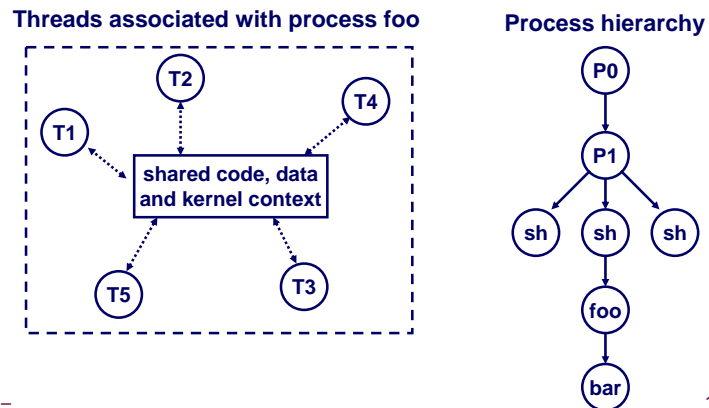 Threads associated with process foo
T2
T4
T1
shared code, data
and kernel context
T5
T3
Process hierarchy
P0
P1
sh
sh
sh
foo
bar